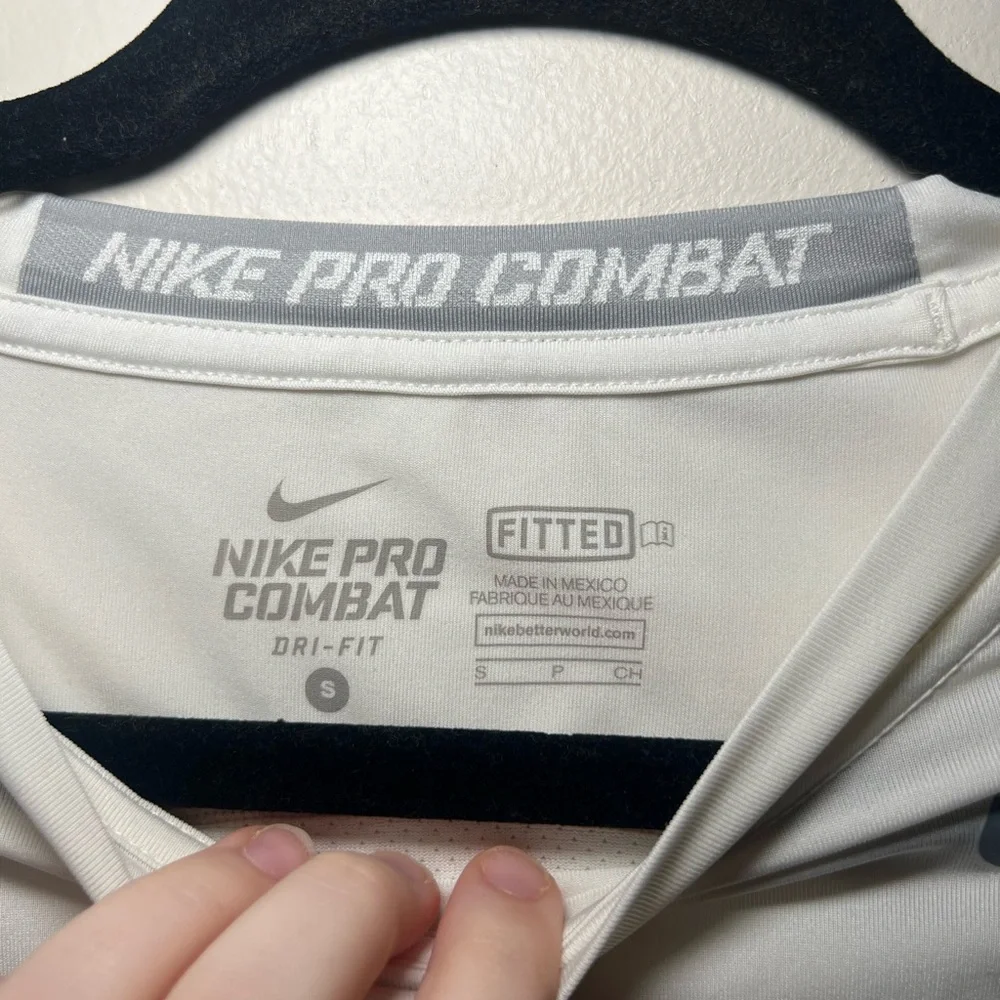 NIKE PRO COMBAT
NIKE PRO
COMBAT
DRI-FIT
S
FITTED
MADE IN MEXICO
FABRIQUE AU MEXIQUE
nikebetterworld.com
S P CH